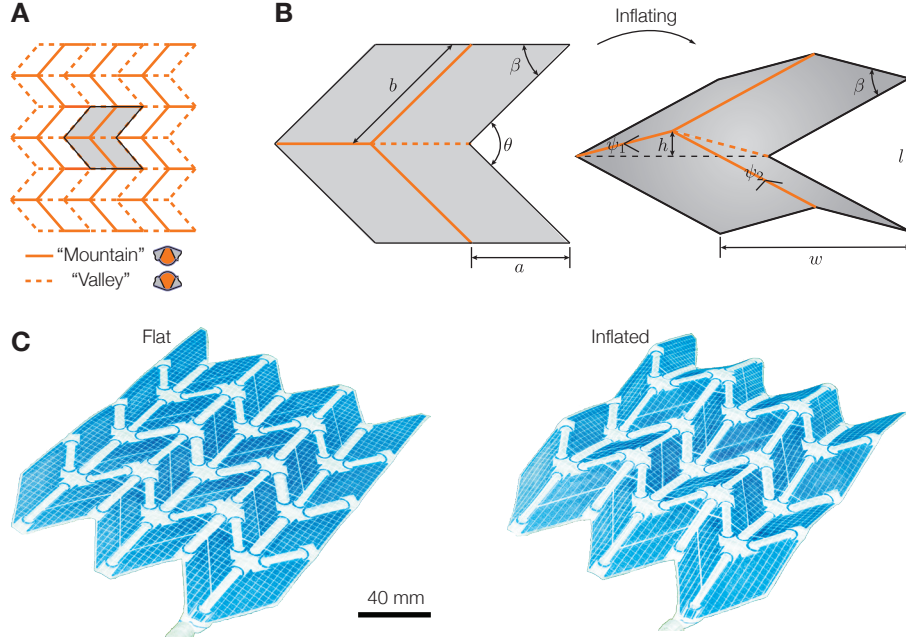 A
“Mountain”
“Valley”
B
Inflating
b
β
θ
a
β
ψ₁
h
ψ₂
l
w
C
Flat
Inflated
40 mm